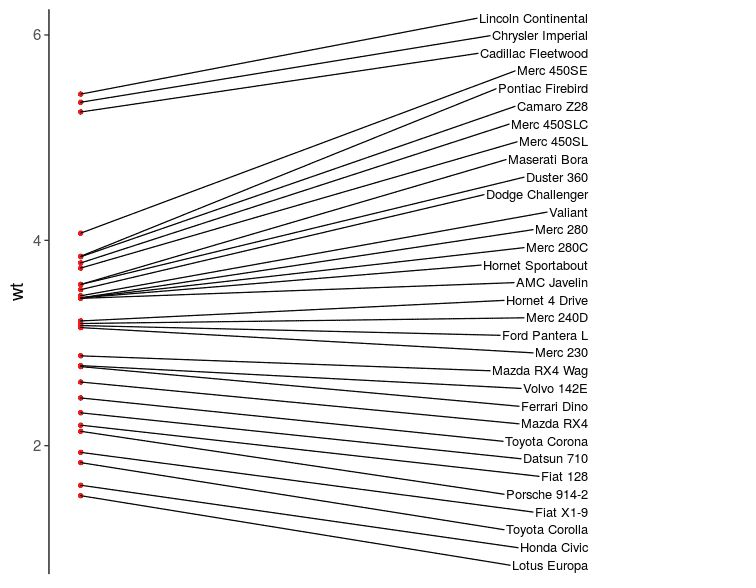 Lincoln Continental
6
Chrysler Imperial
Cadillac Fleetwood
Merc 450SE
Pontiac Firebird
Camaro Z28
Merc 450SLC
Merc 450SL
Maserati Bora
Duster 360
Dodge Challenger
Valiant
Merc 280
4
Merc 280C
Hornet Sportabout
AMC Javelin
wt
Hornet 4 Drive
Merc 240D
Ford Pantera L
Merc 230
Mazda RX4 Wag
Volvo 142E
Ferrari Dino
Mazda RX4
Toyota Corona
2
Datsun 710
Fiat 128
Porsche 914-2
Fiat X1-9
Toyota Corolla
Honda Civic
Lotus Europa